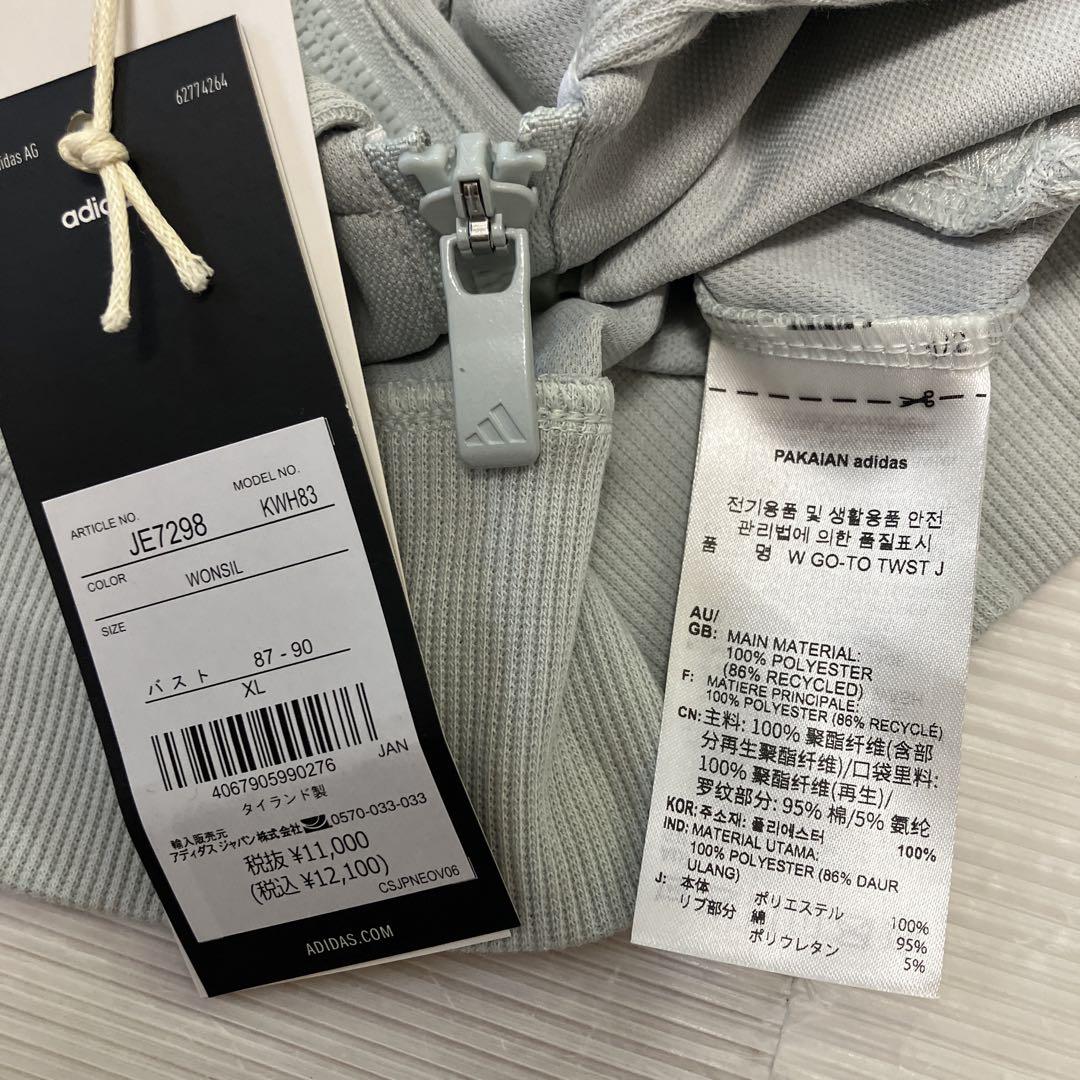 62774264
adidas AG
ARTICLE NO.
MODEL NO.
JE7298
KWH83
COLOR
WONSIL
SIZE
バスト 87 - 90
XL
JAN
4067905990276
タイランド製
輸入販売元
アディダス ジャパン 株式会社 0570-033-033
税抜 ¥11,000
(税込 ¥12,100)
CSJPNEOV06
ADIDAS.COM
PAKAIAN adidas
전기용품 및 생활용품 안전
관리법에 의한 품질표시
품 명 W GO-TO TWST J
AU/
GB: MAIN MATERIAL:
100% POLYESTER
(86% RECYCLED)
F: MATIERE PRINCIPALE:
100% POLYESTER (86% RECYCLÉ)
CN: 主料: 100% 聚酯纤维(含部
分再生聚酯纤维)/口袋里料:
100% 聚酯纤维(再生)/
罗纹部分: 95% 棉/5% 氨纶
KOR: 주소재: 폴리에스터 100%
IND: MATERIAL UTAMA:
100% POLYESTER (86% DAUR
ULANG)
J: 本体 ポリエステル 100%
リブ部分 綿 95%
ポリウレタン 5%